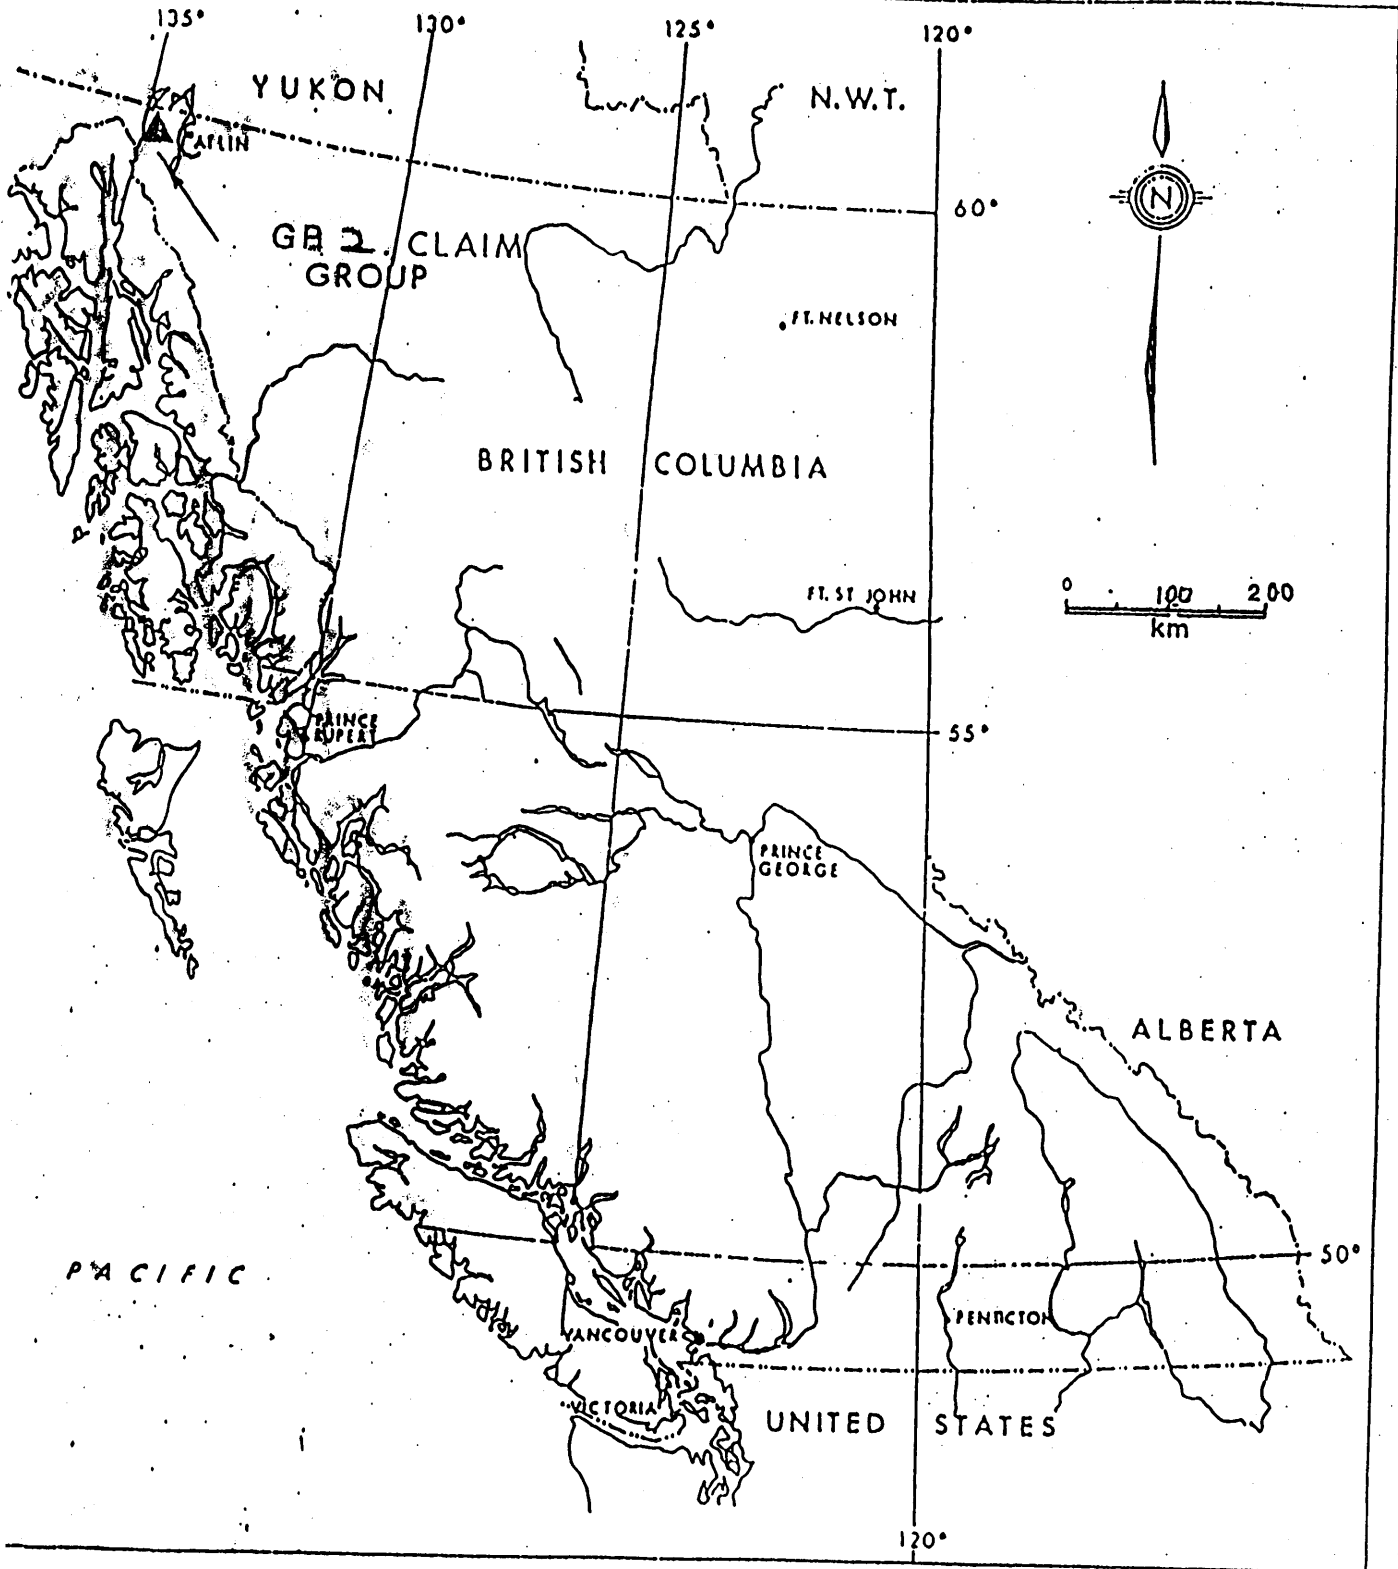 135°
130°
125°
120°
YUKON
N.W.T.
ATLIN
60°
N
GB 2. CLAIM
GROUP
FT. NELSON
BRITISH COLUMBIA
FT. ST JOHN
0 100 200
km
PRINCE
RUPERT
55°
PRINCE
GEORGE
ALBERTA
PACIFIC
50°
PENTICTON
VANCOUVER
VICTORIA
UNITED STATES
120°